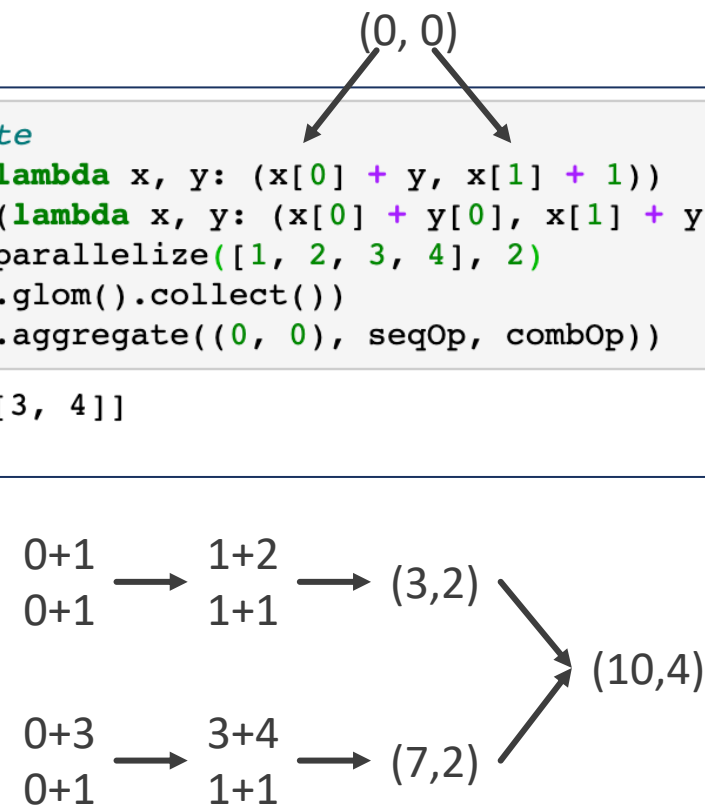 (0, 0)
te
lambda x, y: (x[0] + y, x[1] + 1))
(lambda x, y: (x[0] + y[0], x[1] + y
parallelize([1, 2, 3, 4], 2)
.glom().collect())
.aggregate((0, 0), seqOp, combOp))
[3, 4]]
0+1 1+2
(3,2)
0+1 1+1
(10,4)
0+3 3+4
(7,2)
0+1 1+1